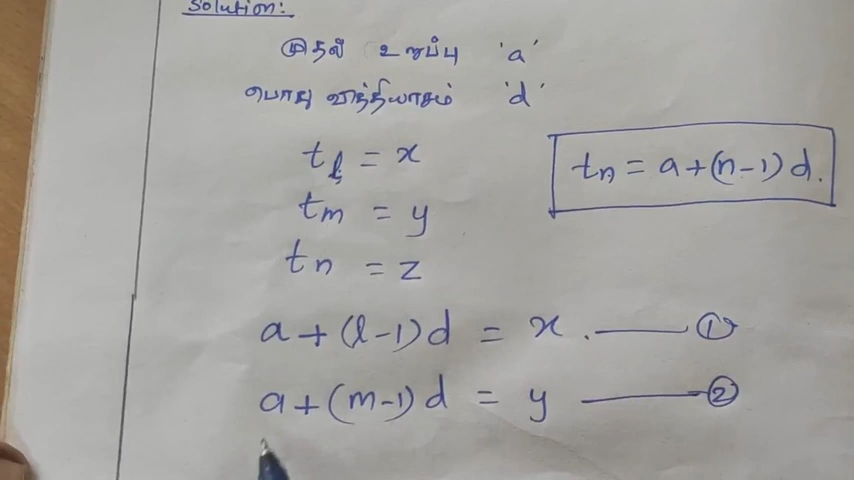 Solution:
முதல் உறுப்பு 'a'
பொது வித்தியாசம் 'd'
tl = x
tn = a+(n-1)d.
tm = y
tn = z
a+(l-1)d = x. —— ①
a+(m-1)d = y —— ②